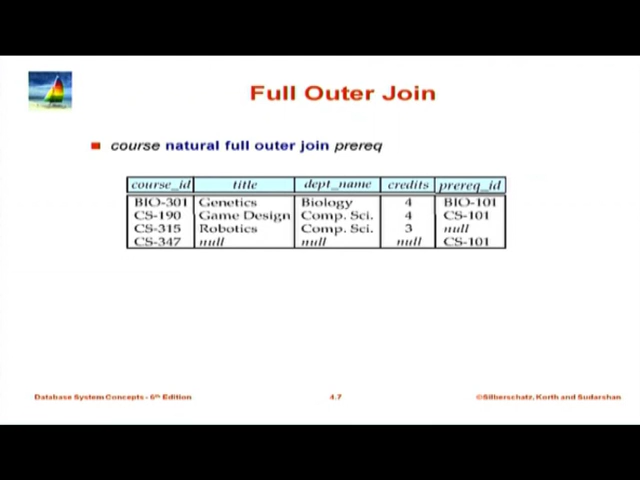 Full Outer Join
course natural full outer join prereq
course_id title dept_name credits prereq_id
BIO-301 Genetics Biology 4 BIO-101
CS-190 Game Design Comp. Sci. 4 CS-101
CS-315 Robotics Comp. Sci. 3 null
CS-347 null null null CS-101
Database System Concepts - 6th Edition 4.7 ©Silberschatz, Korth and Sudarshan